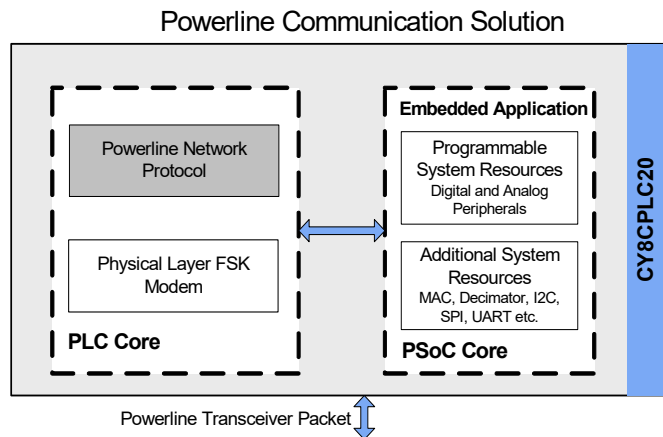 Powerline Communication Solution
Powerline Network
Protocol
Physical Layer FSK
Modem
PLC Core
Embedded Application
Programmable
System Resources
Digital and Analog
Peripherals
Additional System
Resources
MAC, Decimator, I2C,
SPI, UART etc.
PSoC Core
CY8CPLC20
Powerline Transceiver Packet